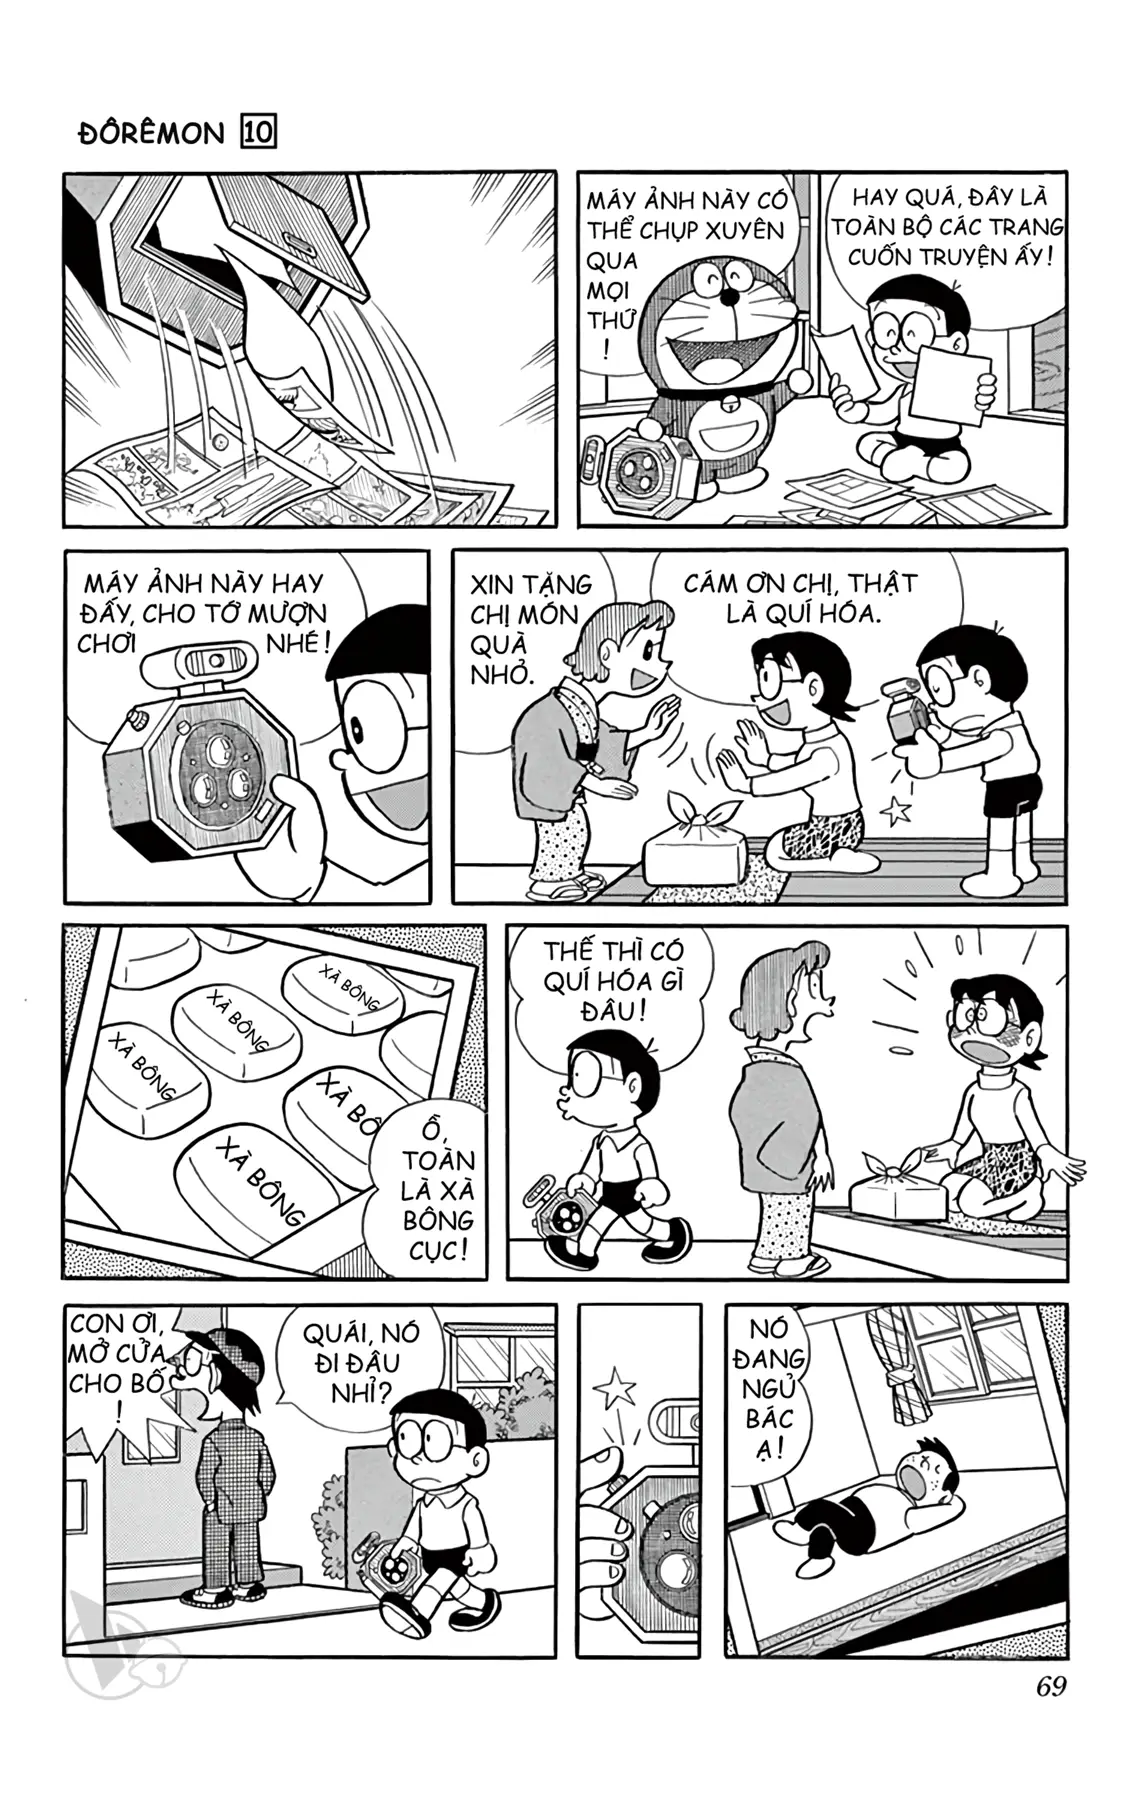 ĐÔRÊMON 10
MÁY ẢNH NÀY CÓ
THỂ CHỤP XUYÊN
QUA
MỌI
THỨ
!
HAY QUÁ, ĐÂY LÀ
TOÀN BỘ CÁC TRANG
CUỐN TRUYỆN ẤY!
MÁY ẢNH NÀY HAY
ĐẤY, CHO TỚ MƯỢN
CHƠI NHÉ!
XIN TẶNG
CHỊ MÓN
QUÀ
NHỎ.
CÁM ƠN CHỊ, THẬT
LÀ QUÍ HÓA.
XÀ BÔNG
XÀ BÔNG
XÀ BÔNG
XÀ BÔ
XÀ BÔNG
Ồ,
TOÀN
LÀ XÀ
BÔNG
CỤC!
THẾ THÌ CÓ
QUÍ HÓA GÌ
ĐÂU!
CON ƠI,
MỞ CỬA
CHO BỐ
!
QUÁI, NÓ
ĐI ĐÂU
NHỈ?
NÓ
ĐANG
NGỦ
BÁC
Ạ!
69